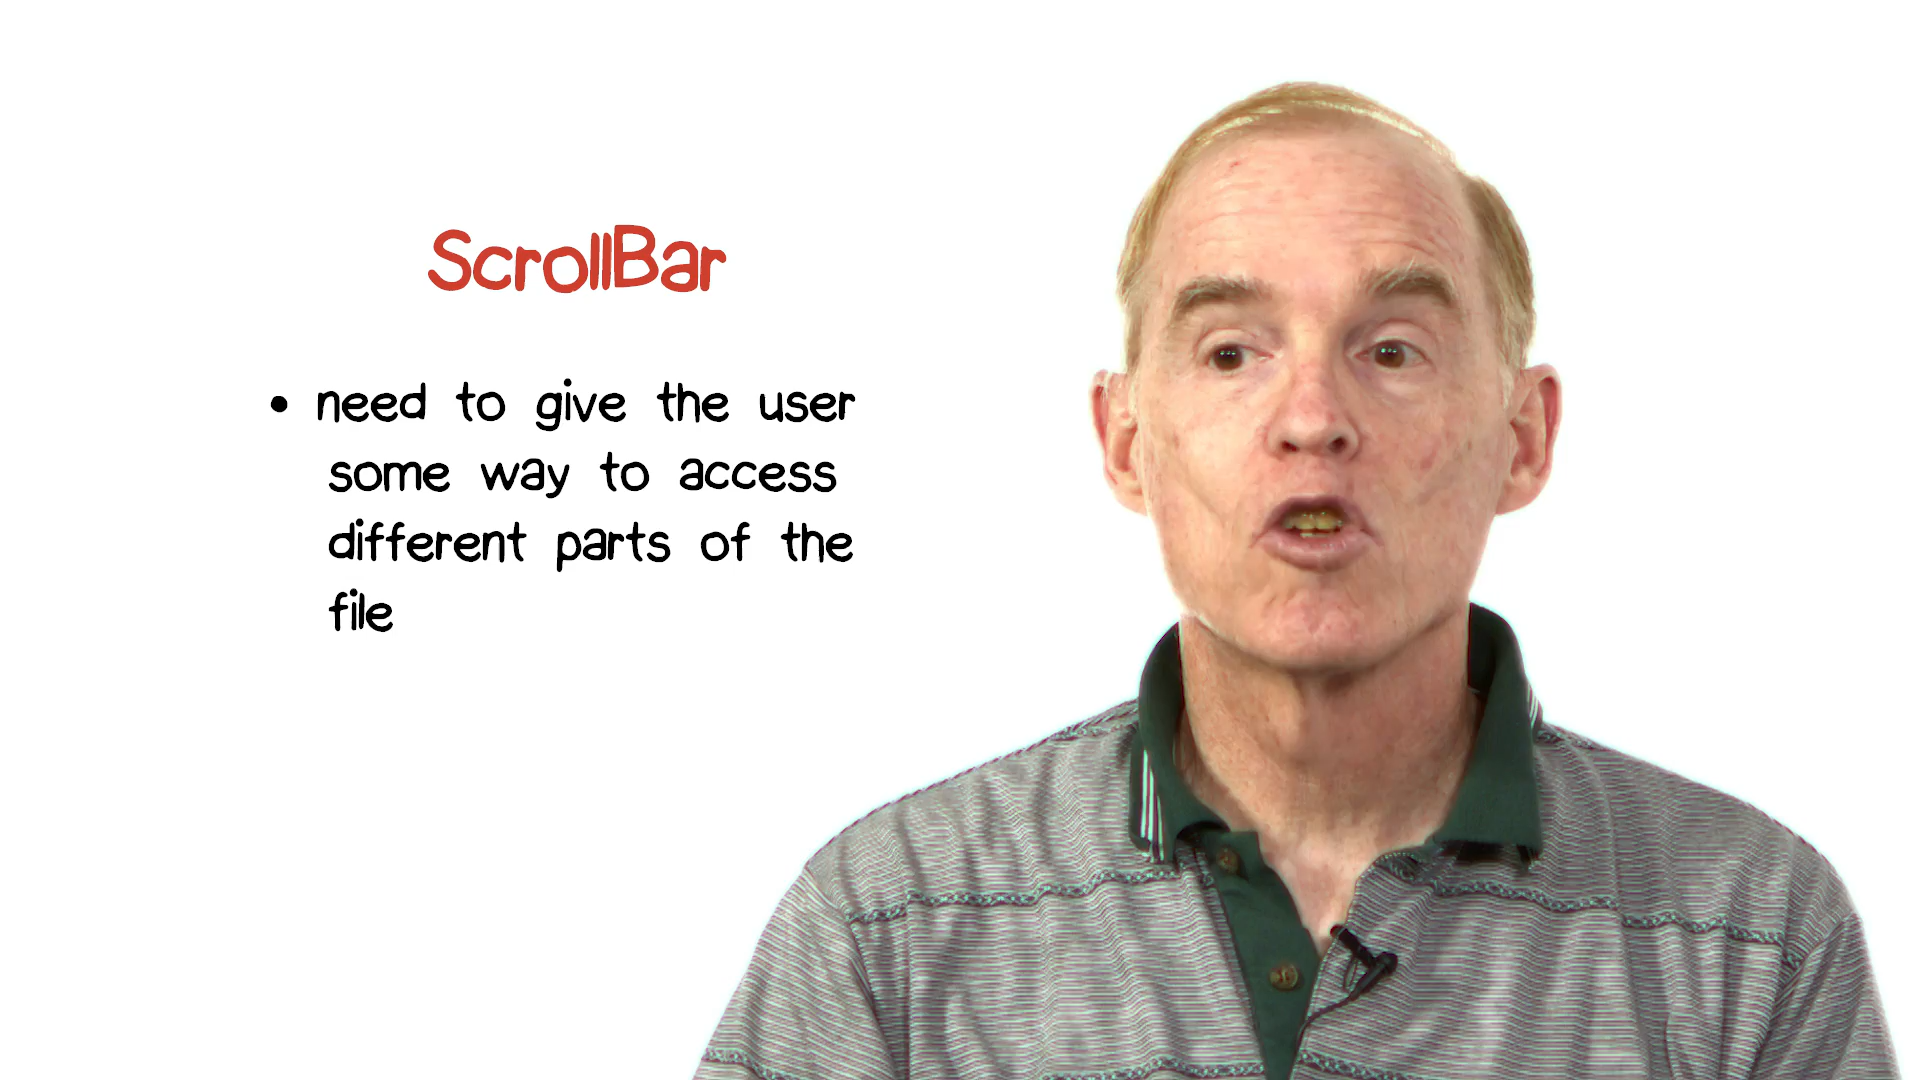 ScrollBar
• need to give the user
some way to access
different parts of the
file